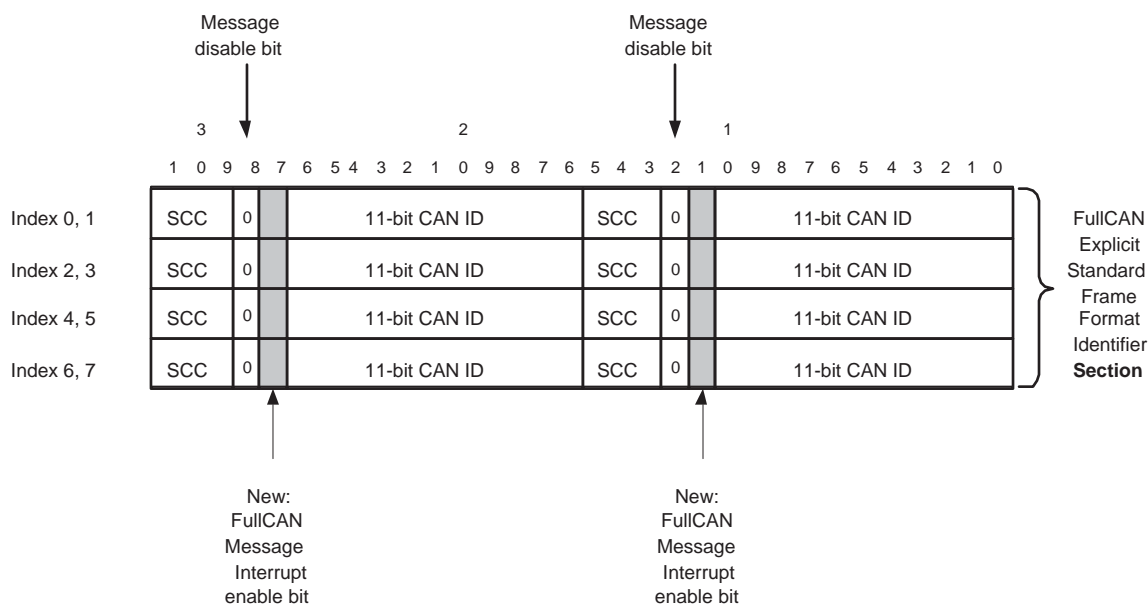 Message
disable bit
Message
disable bit
3 2 1
1 0 9 8 7 6 5 4 3 2 1 0 9 8 7 6 5 4 3 2 1 0 9 8 7 6 5 4 3 2 1 0
Index 0, 1 SCC 0 11-bit CAN ID SCC 0 11-bit CAN ID
Index 2, 3 SCC 0 11-bit CAN ID SCC 0 11-bit CAN ID
Index 4, 5 SCC 0 11-bit CAN ID SCC 0 11-bit CAN ID
Index 6, 7 SCC 0 11-bit CAN ID SCC 0 11-bit CAN ID
FullCAN
Explicit
Standard
Frame
Format
Identifier
Section
New:
FullCAN
Message
Interrupt
enable bit
New:
FullCAN
Message
Interrupt
enable bit